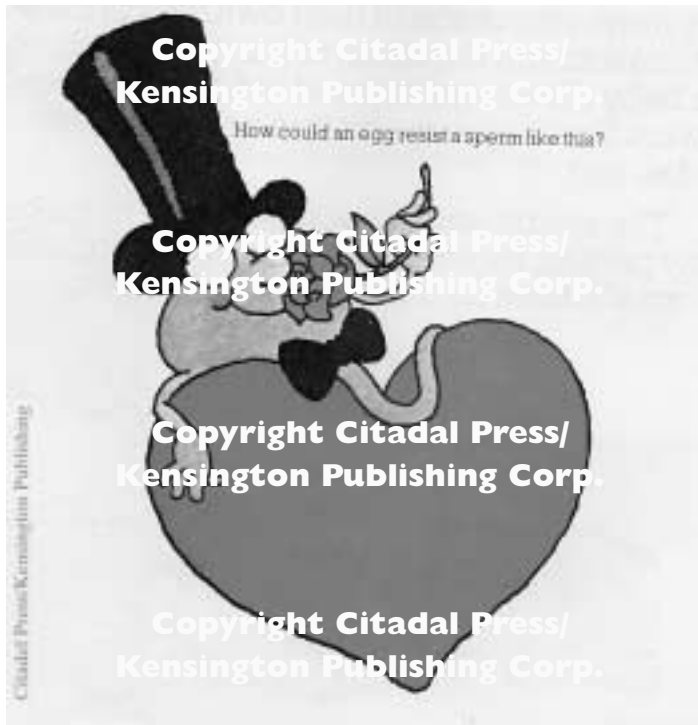 Copyright Citadal Press/
Kensington Publishing Corp.
How could an egg resist a sperm like this?
Copyright Citadal Press/
Kensington Publishing Corp.
Copyright Citadal Press/
Kensington Publishing Corp.
Copyright Citadal Press/
Kensington Publishing Corp.
Citadel Press/Kensington Publishing